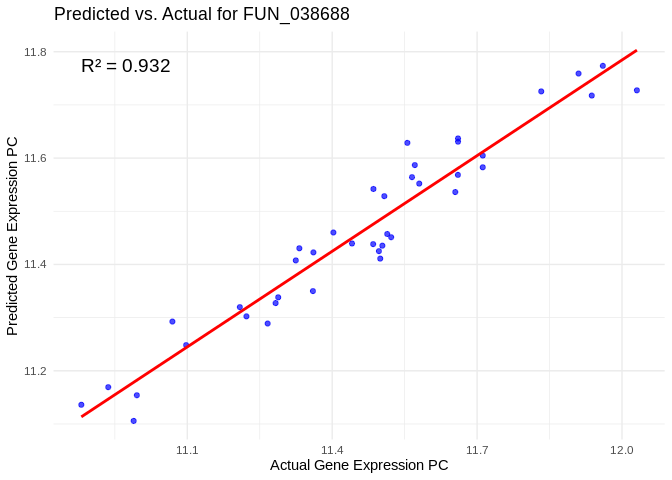 Predicted vs. Actual for FUN_038688
R² = 0.932
Predicted Gene Expression PC
11.8
11.6
11.4
11.2
11.1 11.4 11.7 12.0
Actual Gene Expression PC